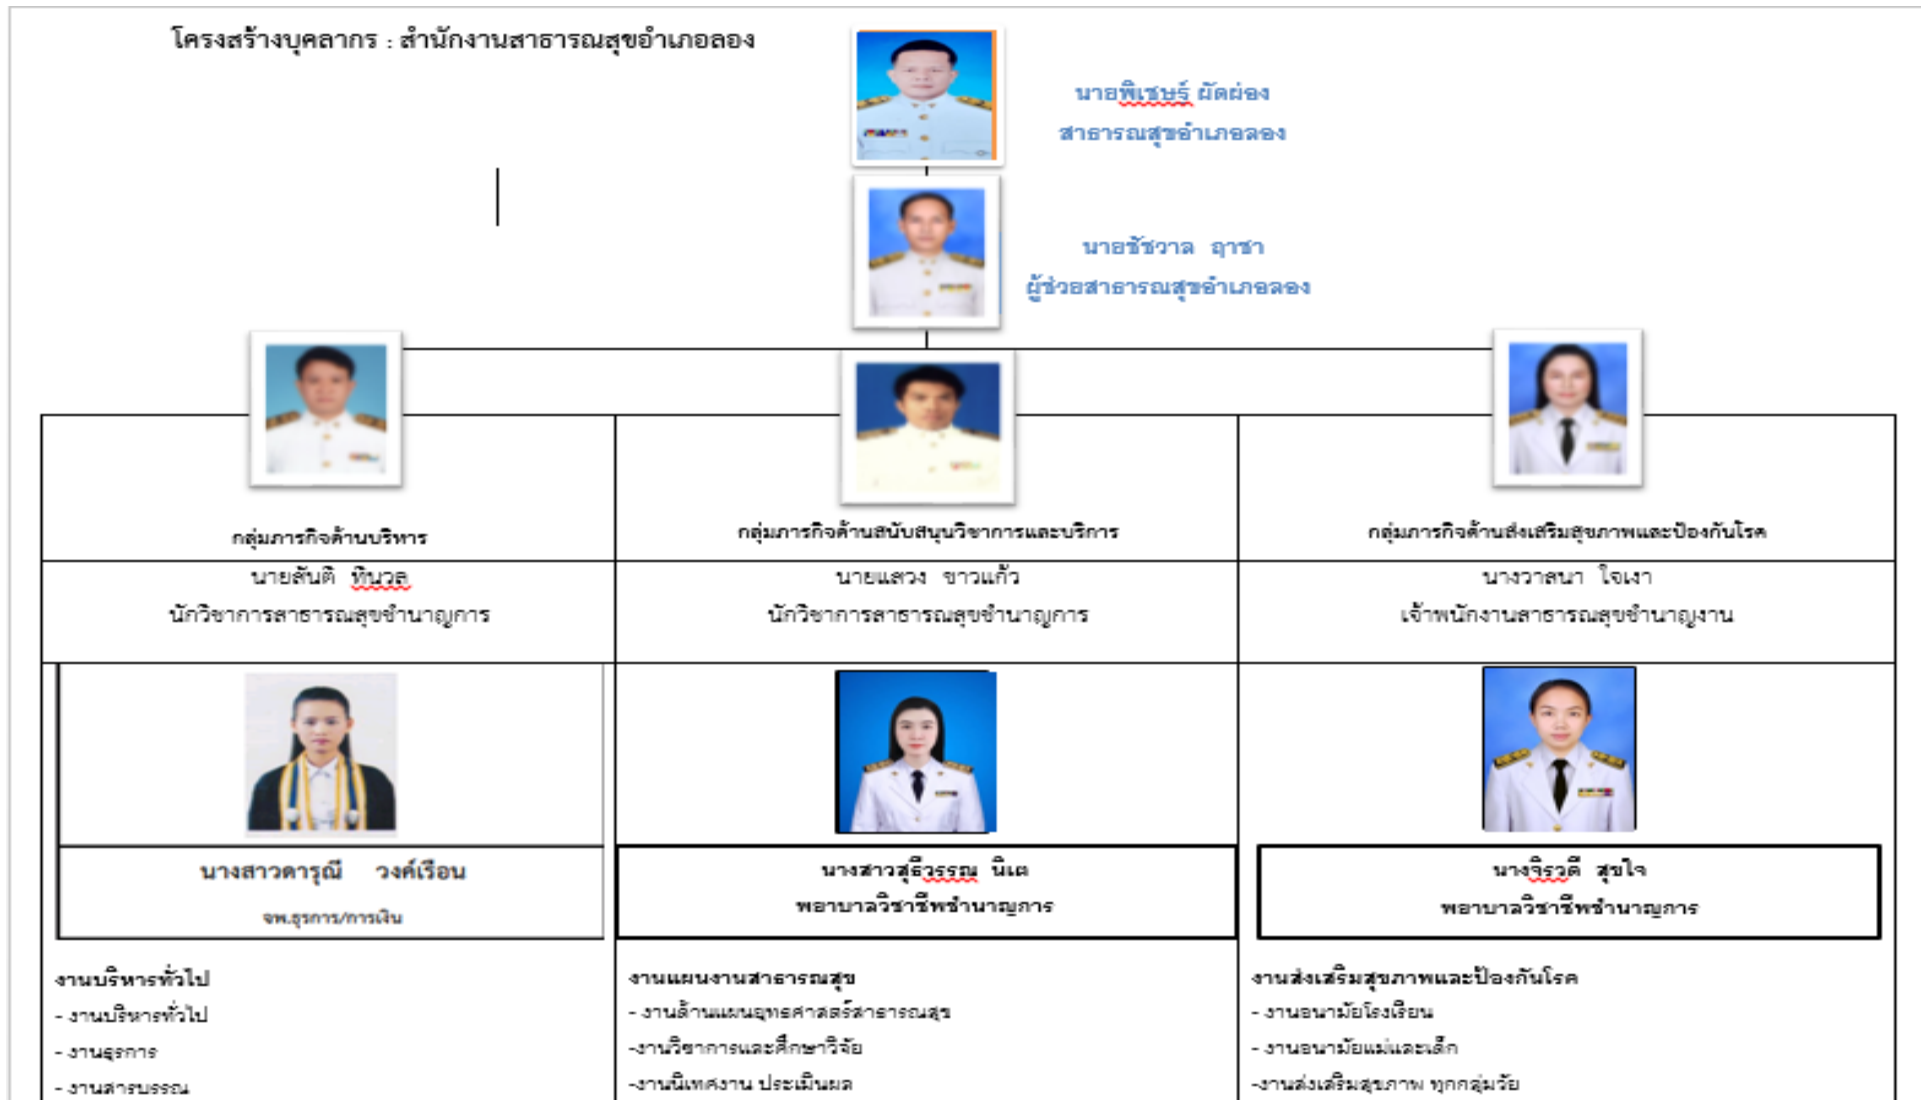 โครงสร้างบุคลากร : สำนักงานสาธารณสุขอำเภอลอง
นายพิเชษฐ์ ผัดผ่อง
สาธารณสุขอำเภอลอง
นายชัชวาล ฤาชา
ผู้ช่วยสาธารณสุขอำเภอลอง
กลุ่มภารกิจด้านบริหาร
นายสันติ ทินวล
นักวิชาการสาธารณสุขชำนาญการ
นางสาวดารุณี วงค์เรือน
จพ.ธุรการ/การเงิน
งานบริหารทั่วไป
- งานบริหารทั่วไป
- งานธุรการ
- งานสารบรรณ
กลุ่มภารกิจด้านสนับสนุนวิชาการและบริการ
นายแสวง ขาวแก้ว
นักวิชาการสาธารณสุขชำนาญการ
นางสาวสุธีวรรณ นิเต
พยาบาลวิชาชีพชำนาญการ
งานแผนงานสาธารณสุข
- งานด้านแผนยุทธศาสตร์สาธารณสุข
-งานวิชาการและศึกษาวิจัย
-งานนิเทศงาน ประเมินผล
กลุ่มภารกิจด้านส่งเสริมสุขภาพและป้องกันโรค
นางวาสนา ใจเงา
เจ้าพนักงานสาธารณสุขชำนาญงาน
นางจิรวดี สุขใจ
พยาบาลวิชาชีพชำนาญการ
งานส่งเสริมสุขภาพและป้องกันโรค
- งานอนามัยโรงเรียน
- งานอนามัยแม่และเด็ก
-งานส่งเสริมสุขภาพ ทุกกลุ่มวัย